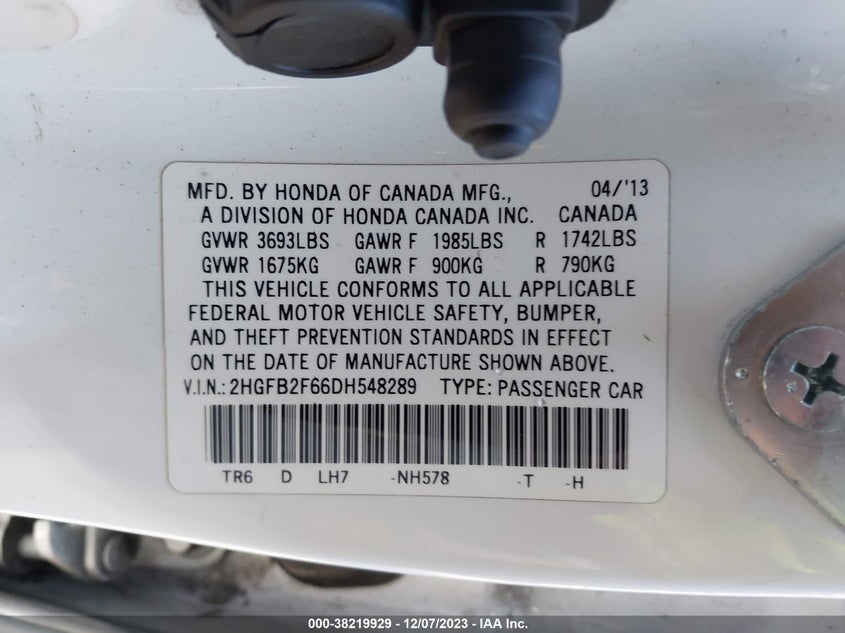 MFD. BY HONDA OF CANADA MFG., 04/'13
A DIVISION OF HONDA CANADA INC. CANADA
GVWR 3693LBS GAWR F 1985LBS R 1742LBS
GVWR 1675KG GAWR F 900KG R 790KG
THIS VEHICLE CONFORMS TO ALL APPLICABLE
FEDERAL MOTOR VEHICLE SAFETY, BUMPER,
AND THEFT PREVENTION STANDARDS IN EFFECT
ON THE DATE OF MANUFACTURE SHOWN ABOVE.
V.I.N.: 2HGFB2F66DH548289 TYPE: PASSENGER CAR
TR6 D LH7 -NH578 -T -H
000-38219929 - 12/07/2023 - IAA Inc.